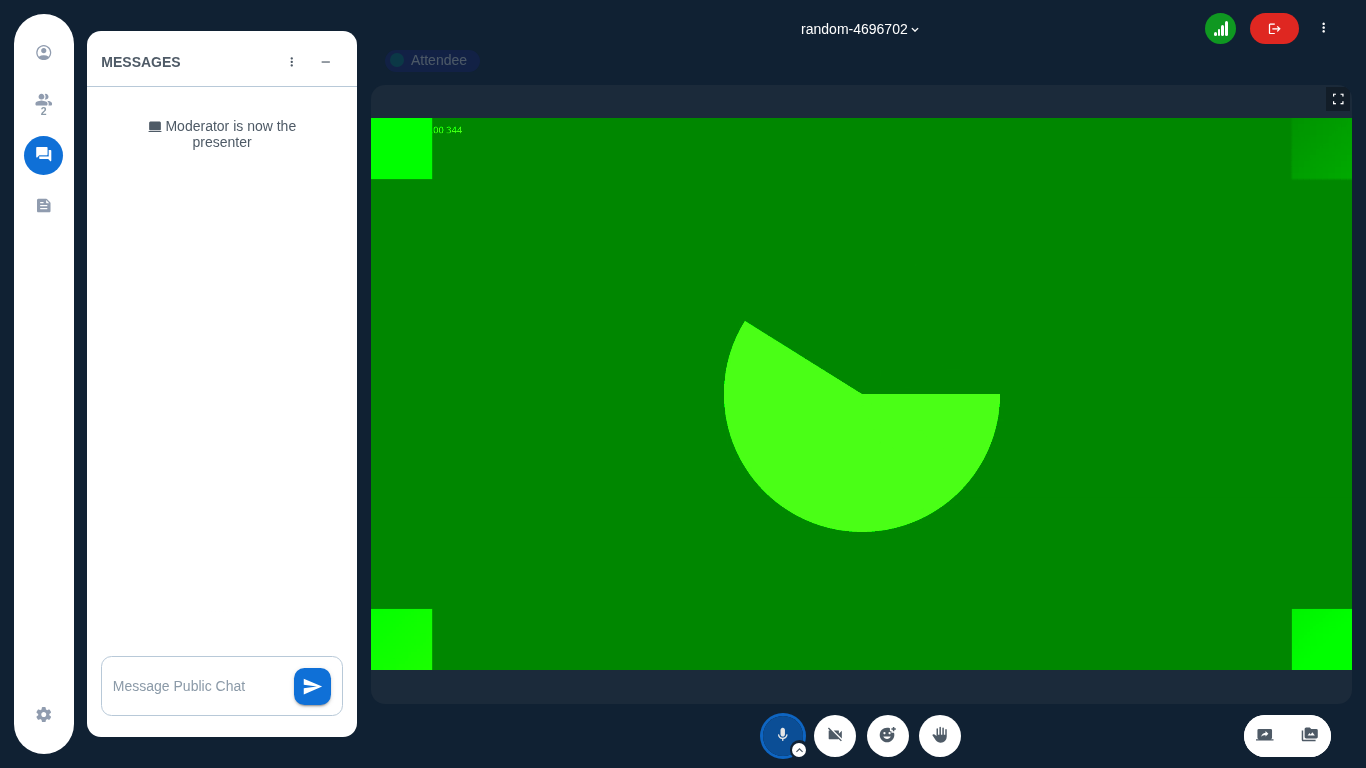 random-4696702
MESSAGES
Attendee
2
00 344
Moderator is now the
presenter
Message Public Chat